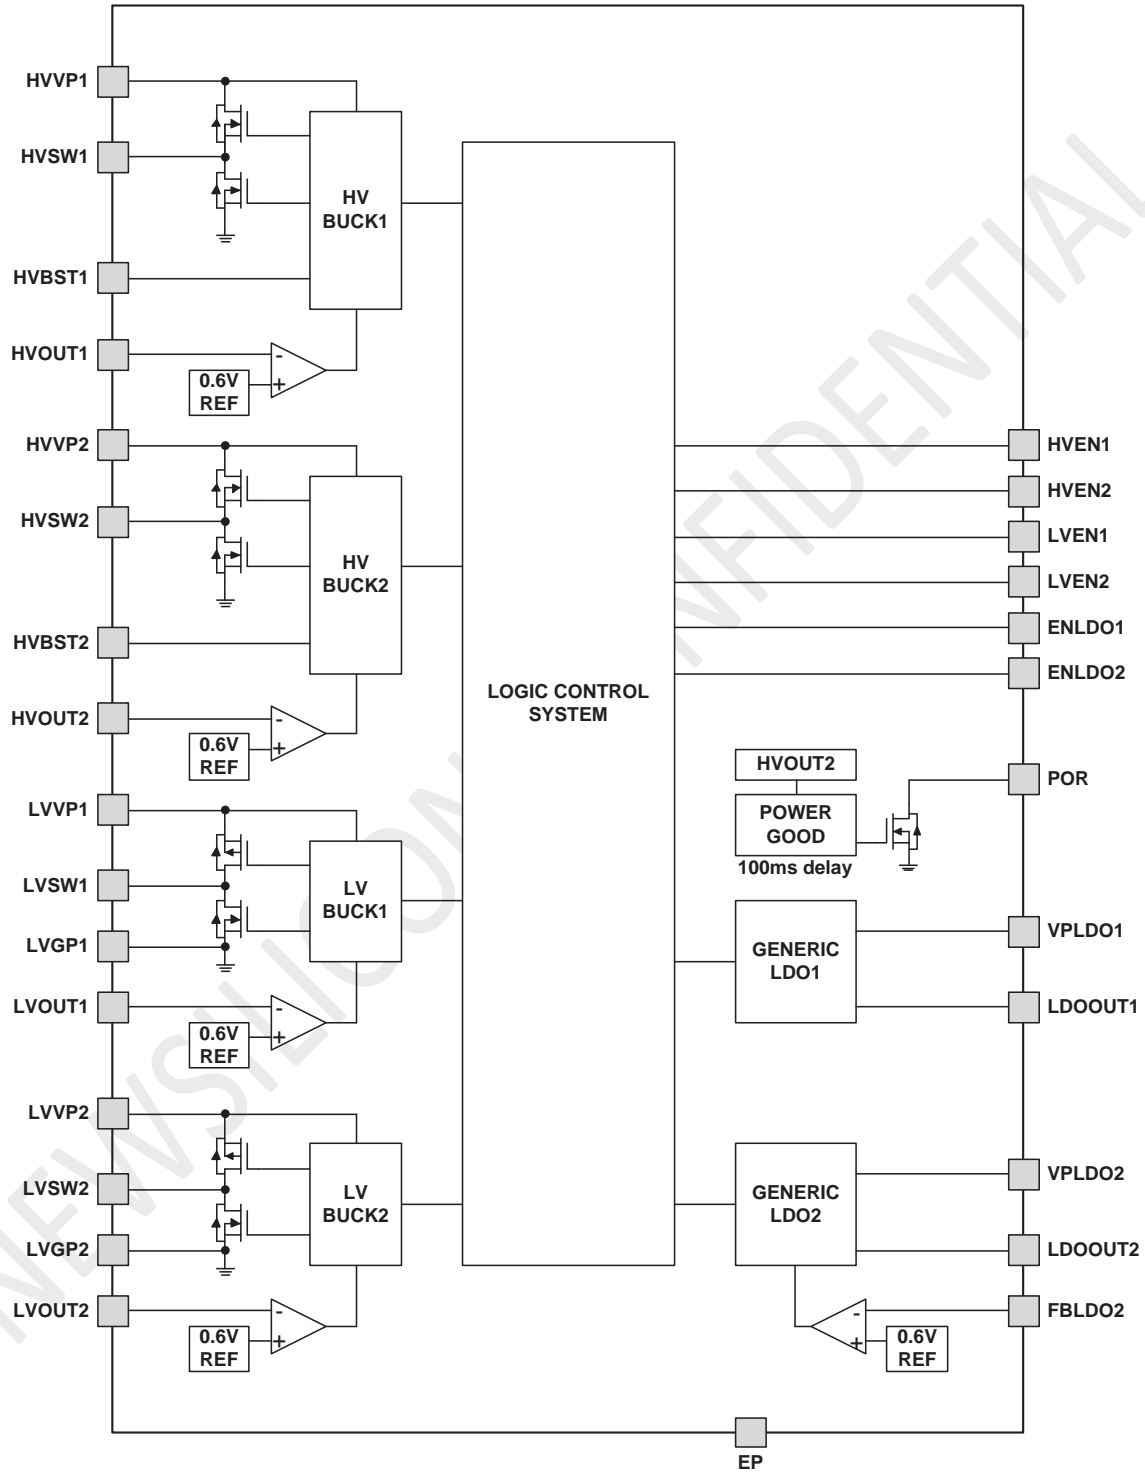 HVVP1
HVSW1
HV
BUCK1
HVBST1
HVOUT1
-
+
0.6V
REF
HVVP2
HVSW2
HV
BUCK2
HVBST2
HVOUT2
-
+
0.6V
REF
LVVP1
LVSW1
LV
BUCK1
LVGP1
LVOUT1
-
+
0.6V
REF
LVVP2
LVSW2
LV
BUCK2
LVGP2
LVOUT2
-
+
0.6V
REF
LOGIC CONTROL
SYSTEM
HVEN1
HVEN2
LVEN1
LVEN2
ENLDO1
ENLDO2
HVOUT2
POWER
GOOD
100ms delay
POR
GENERIC
LDO1
VPLDO1
LDOOUT1
GENERIC
LDO2
VPLDO2
LDOOUT2
FBLDO2
-
+
0.6V
REF
EP